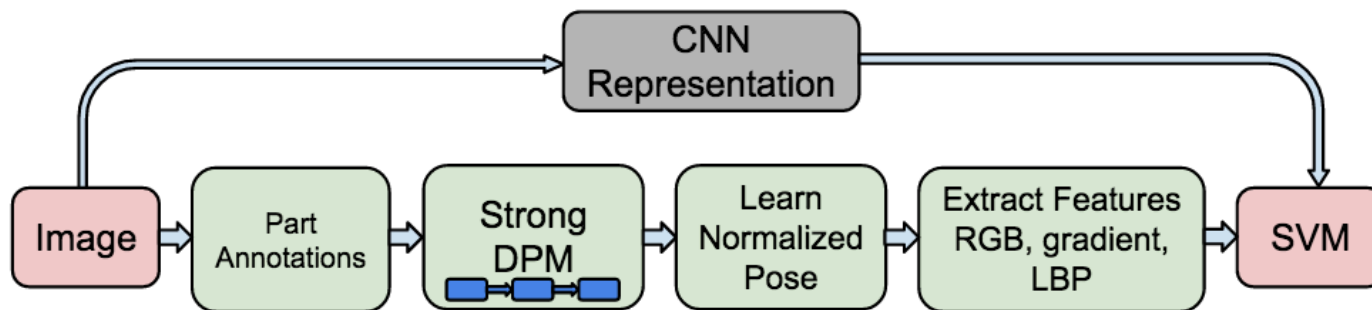 CNN
Representation
Image
Part
Annotations
Strong
DPM
Learn
Normalized
Pose
Extract Features
RGB, gradient,
LBP
SVM